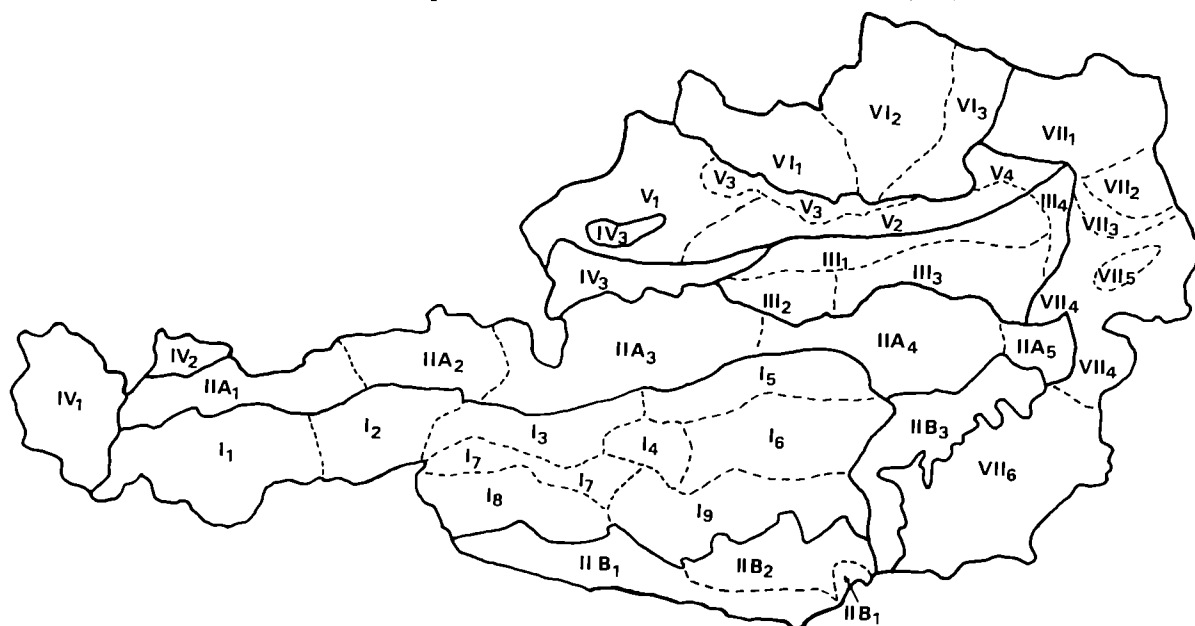 VI₂
VI₃
VII₁
VI₁
V₃
V₄
VII₂
V₁
V₃
III₄
V₂
VII₃
IV₃
III₁
IV₃
III₃
VII₅
III₂
VII₄
IV₂
IIA₂
IIA₃
IIA₄
IIA₅
VII₄
IV₁
IIA₁
I₅
I₁
I₂
I₃
I₄
I₆
IIB₃
I₇
I₇
VII₆
I₈
I₉
IIB₁
IIB₂
IIB₁